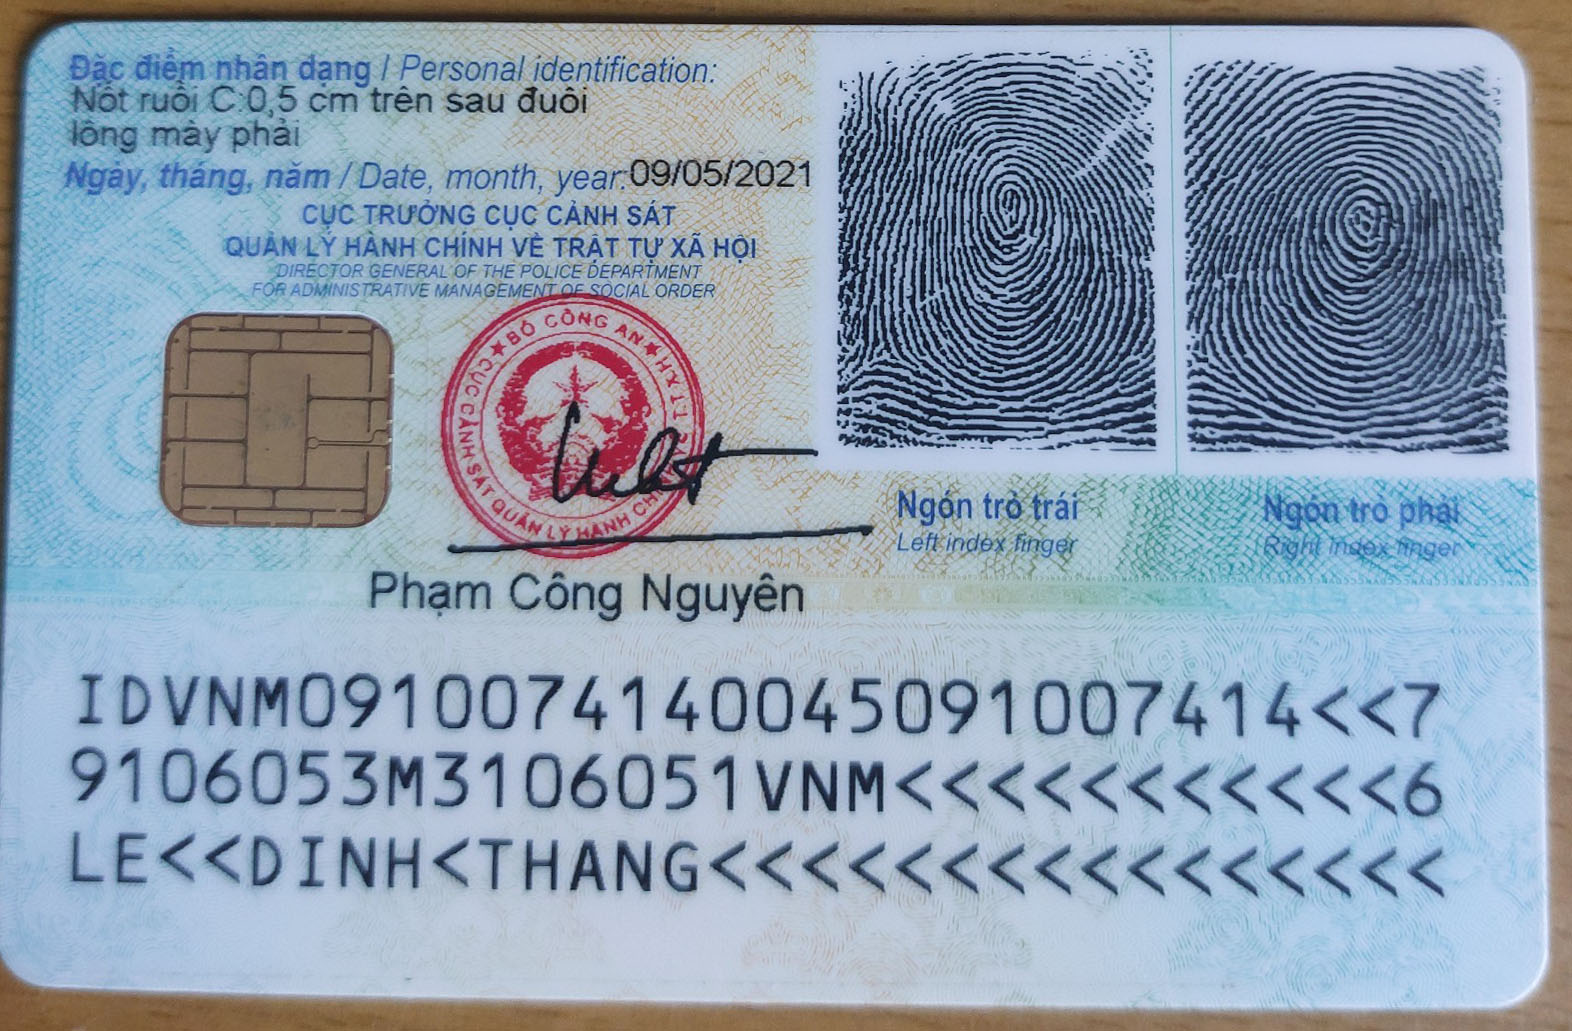 Đặc điểm nhân dạng / Personal identification:
Nốt ruồi C:0,5 cm trên sau đuôi
lông mày phải
Ngày, tháng, năm / Date, month, year: 09/05/2021
CỤC TRƯỞNG CỤC CẢNH SÁT
QUẢN LÝ HÀNH CHÍNH VỀ TRẬT TỰ XÃ HỘI
DIRECTOR GENERAL OF THE POLICE DEPARTMENT
FOR ADMINISTRATIVE MANAGEMENT OF SOCIAL ORDER
BỘ CÔNG AN
CỤC CẢNH SÁT QUẢN LÝ HÀNH CHÍNH
TTXH
Phạm Công Nguyên
Ngón trỏ trái
Left index finger
Ngón trỏ phải
Right index finger
IDVNM0910074140045091007414<<7
9106053M3106051VNM<<<<<<<<<<<6
LE<<DINH<THANG<<<<<<<<<<<<<<<<